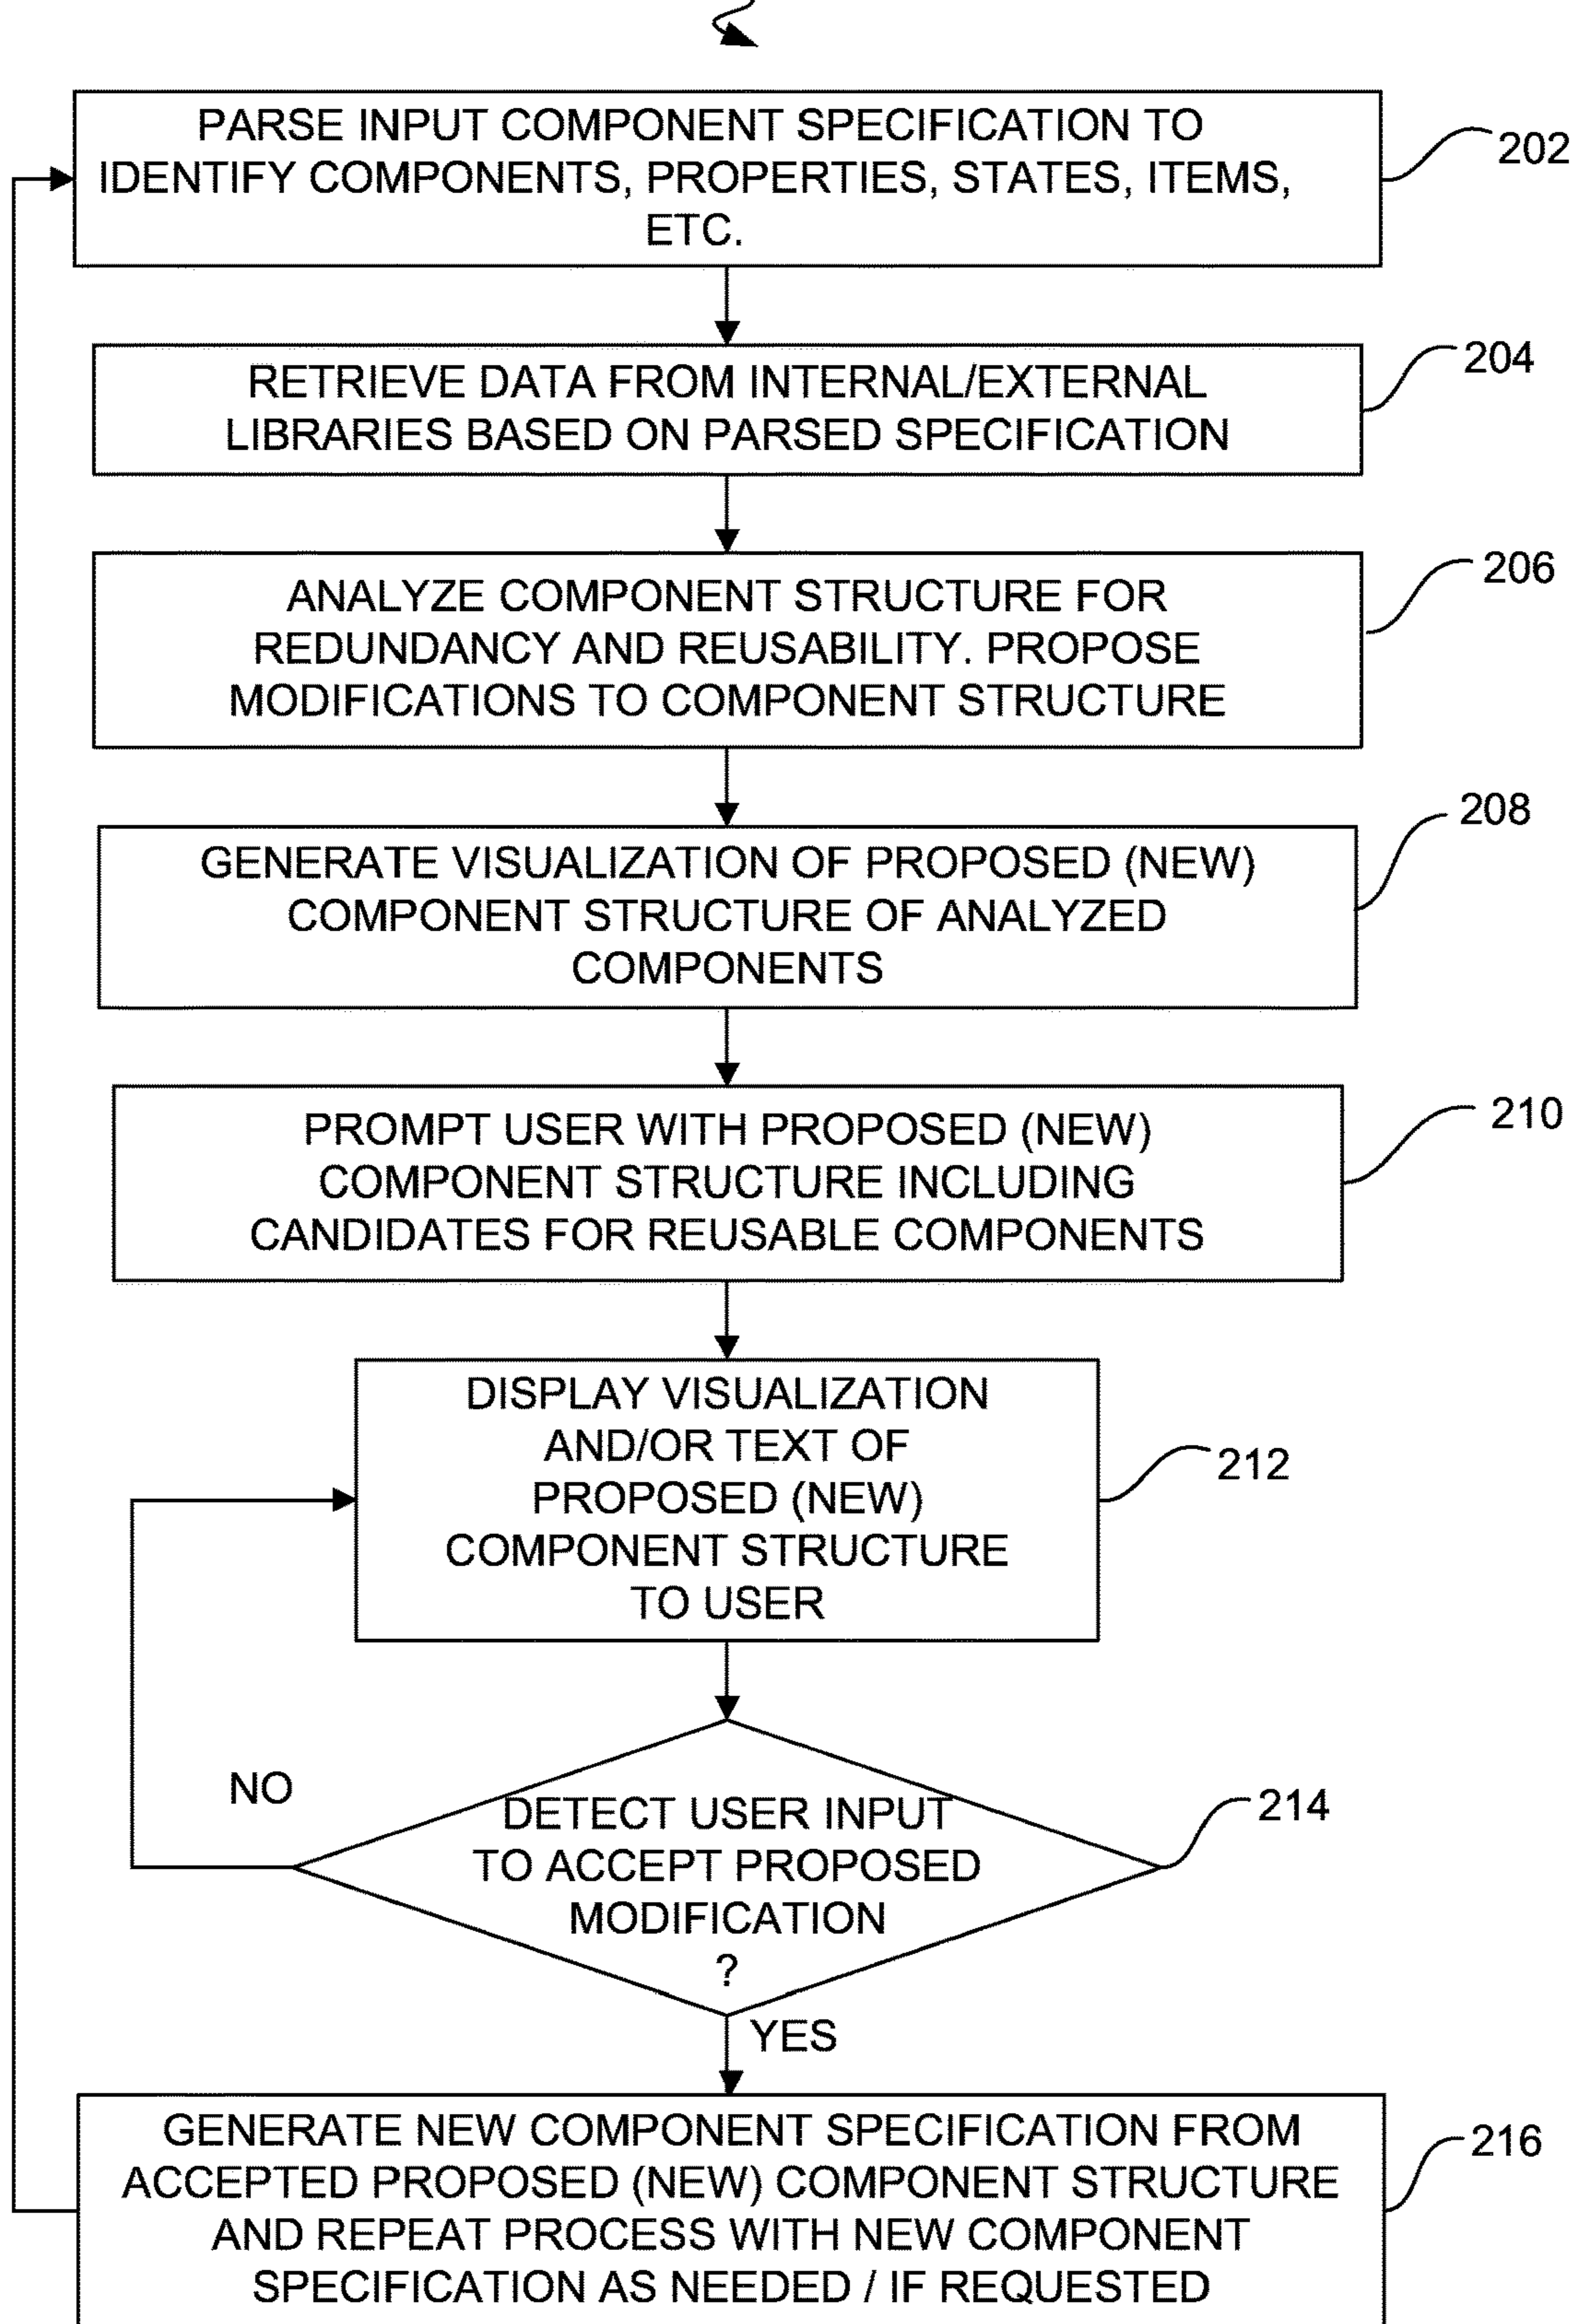 PARSE INPUT COMPONENT SPECIFICATION TO
IDENTIFY COMPONENTS, PROPERTIES, STATES, ITEMS,
ETC.
202
RETRIEVE DATA FROM INTERNAL/EXTERNAL
LIBRARIES BASED ON PARSED SPECIFICATION
204
ANALYZE COMPONENT STRUCTURE FOR
REDUNDANCY AND REUSABILITY. PROPOSE
MODIFICATIONS TO COMPONENT STRUCTURE
206
GENERATE VISUALIZATION OF PROPOSED (NEW)
COMPONENT STRUCTURE OF ANALYZED
COMPONENTS
208
PROMPT USER WITH PROPOSED (NEW)
COMPONENT STRUCTURE INCLUDING
CANDIDATES FOR REUSABLE COMPONENTS
210
DISPLAY VISUALIZATION
AND/OR TEXT OF
PROPOSED (NEW)
COMPONENT STRUCTURE
TO USER
212
NO
DETECT USER INPUT
TO ACCEPT PROPOSED
MODIFICATION
?
214
YES
GENERATE NEW COMPONENT SPECIFICATION FROM
ACCEPTED PROPOSED (NEW) COMPONENT STRUCTURE
AND REPEAT PROCESS WITH NEW COMPONENT
SPECIFICATION AS NEEDED / IF REQUESTED
216